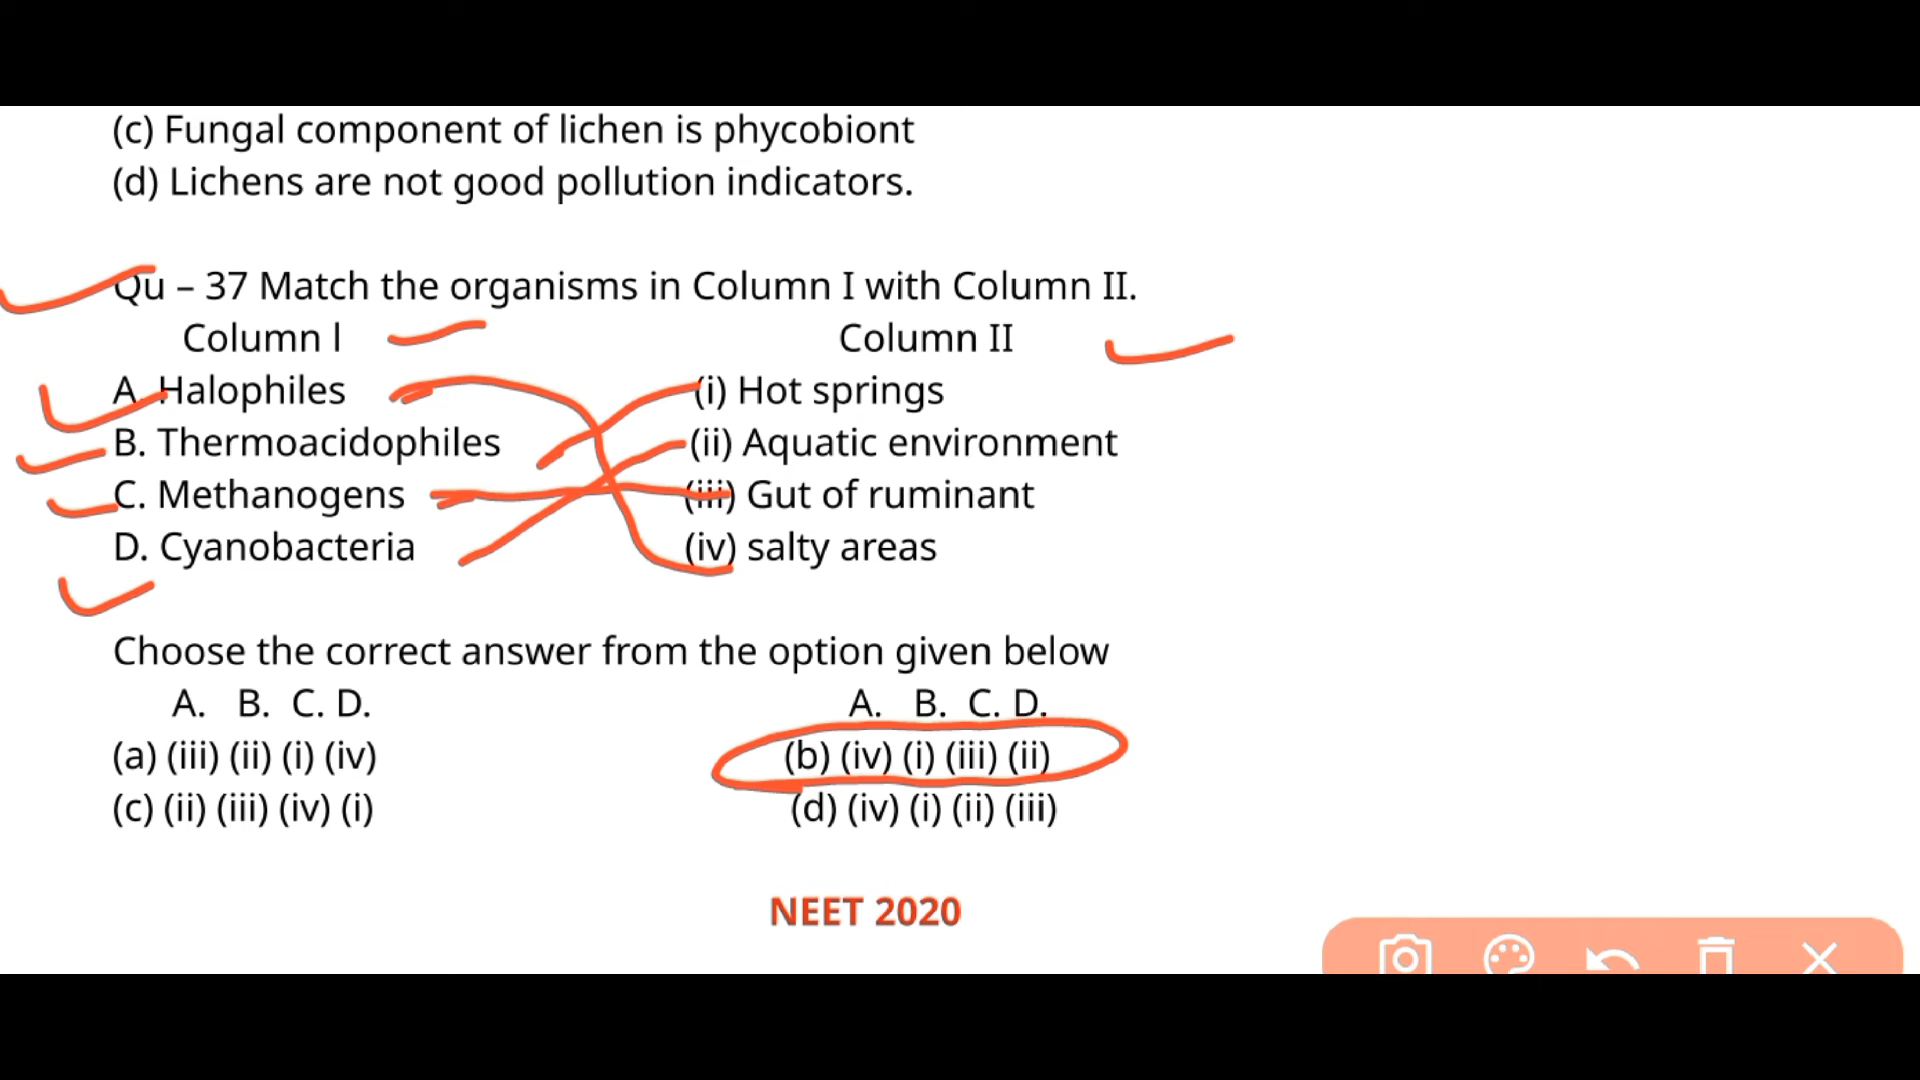 (c) Fungal component of lichen is phycobiont
(d) Lichens are not good pollution indicators.
Qu – 37 Match the organisms in Column I with Column II.
Column l Column II
A. Halophiles (i) Hot springs
B. Thermoacidophiles (ii) Aquatic environment
C. Methanogens (iii) Gut of ruminant
D. Cyanobacteria (iv) salty areas
Choose the correct answer from the option given below
A. B. C. D. A. B. C. D.
(a) (iii) (ii) (i) (iv) (b) (iv) (i) (iii) (ii)
(c) (ii) (iii) (iv) (i) (d) (iv) (i) (ii) (iii)
NEET 2020